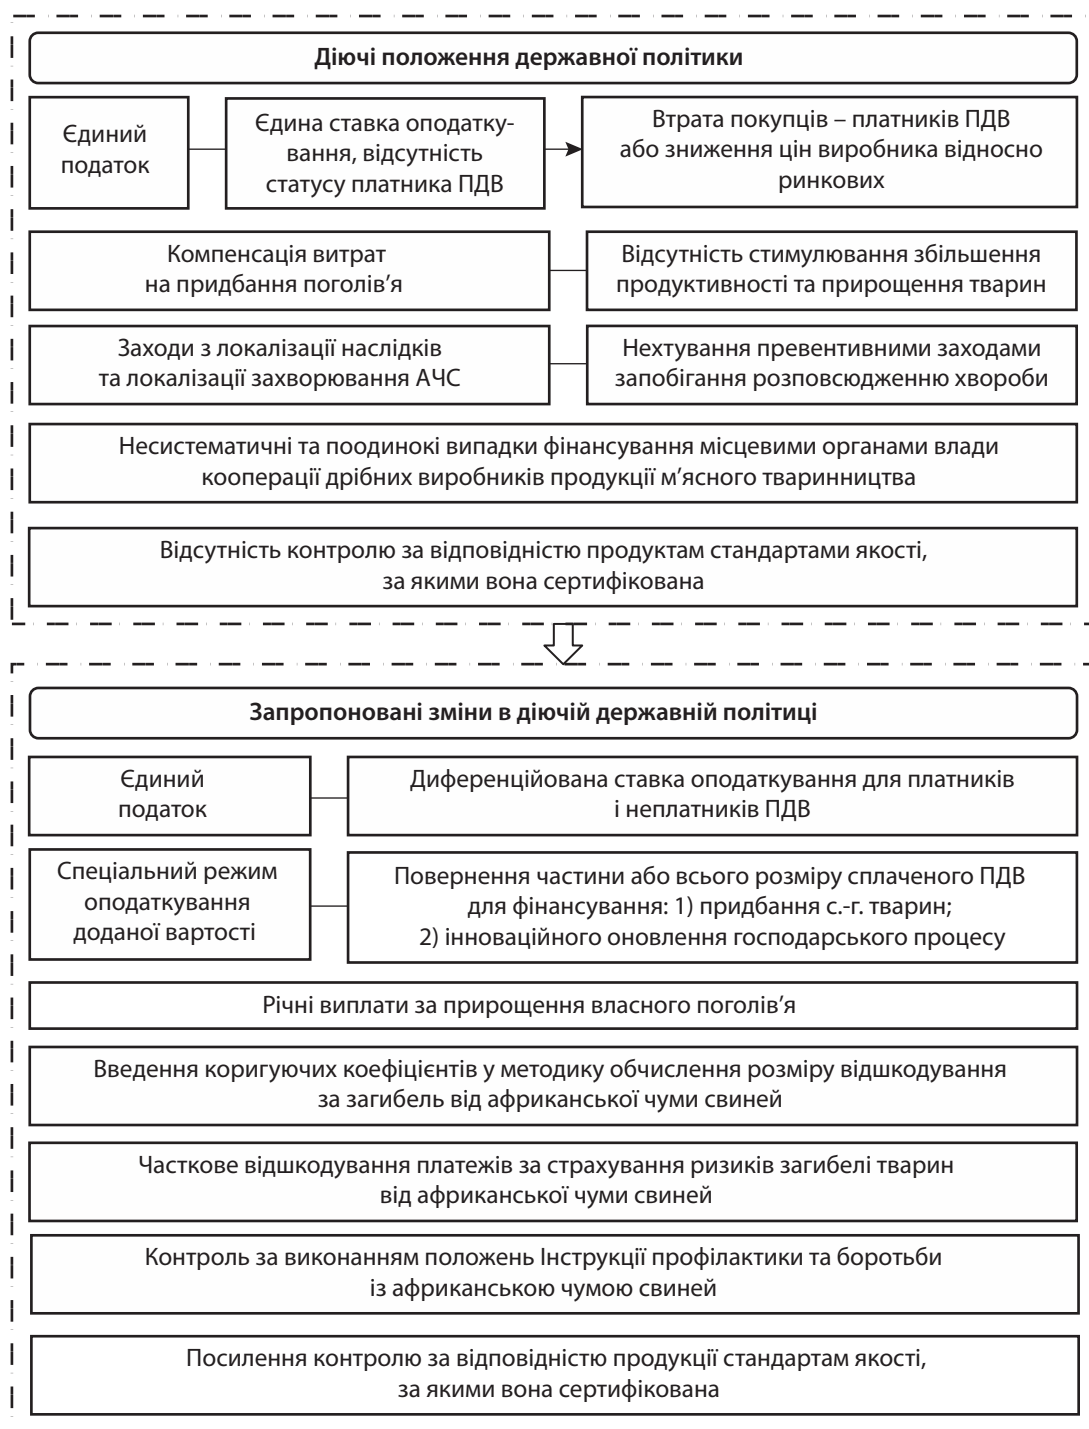 Діючі положення державної політики
Єдиний
податок
Єдина ставка оподатку-
вання, відсутність
статусу платника ПДВ
Втрата покупців – платників ПДВ
або зниження цін виробника відносно
ринкових
Компенсація витрат
на придбання поголів’я
Відсутність стимулювання збільшення
продуктивності та прирощення тварин
Заходи з локалізації наслідків
та локалізації захворювання АЧС
Нехтування превентивними заходами
запобігання розповсюдженню хвороби
Несистематичні та поодинокі випадки фінансування місцевими органами влади
кооперації дрібних виробників продукції м’ясного тваринництва
Відсутність контролю за відповідністю продуктам стандартами якості,
за якими вона сертифікована
Запропоновані зміни в діючій державній політиці
Єдиний
податок
Диференційована ставка оподаткування для платників
і неплатників ПДВ
Спеціальний режим
оподаткування
доданої вартості
Повернення частини або всього розміру сплаченого ПДВ
для фінансування: 1) придбання с.-г. тварин;
2) інноваційного оновлення господарського процесу
Річні виплати за прирощення власного поголів’я
Введення коригуючих коефіцієнтів у методику обчислення розміру відшкодування
за загибель від африканської чуми свиней
Часткове відшкодування платежів за страхування ризиків загибелі тварин
від африканської чуми свиней
Контроль за виконанням положень Інструкції профілактики та боротьби
із африканською чумою свиней
Посилення контролю за відповідністю продукції стандартам якості,
за якими вона сертифікована